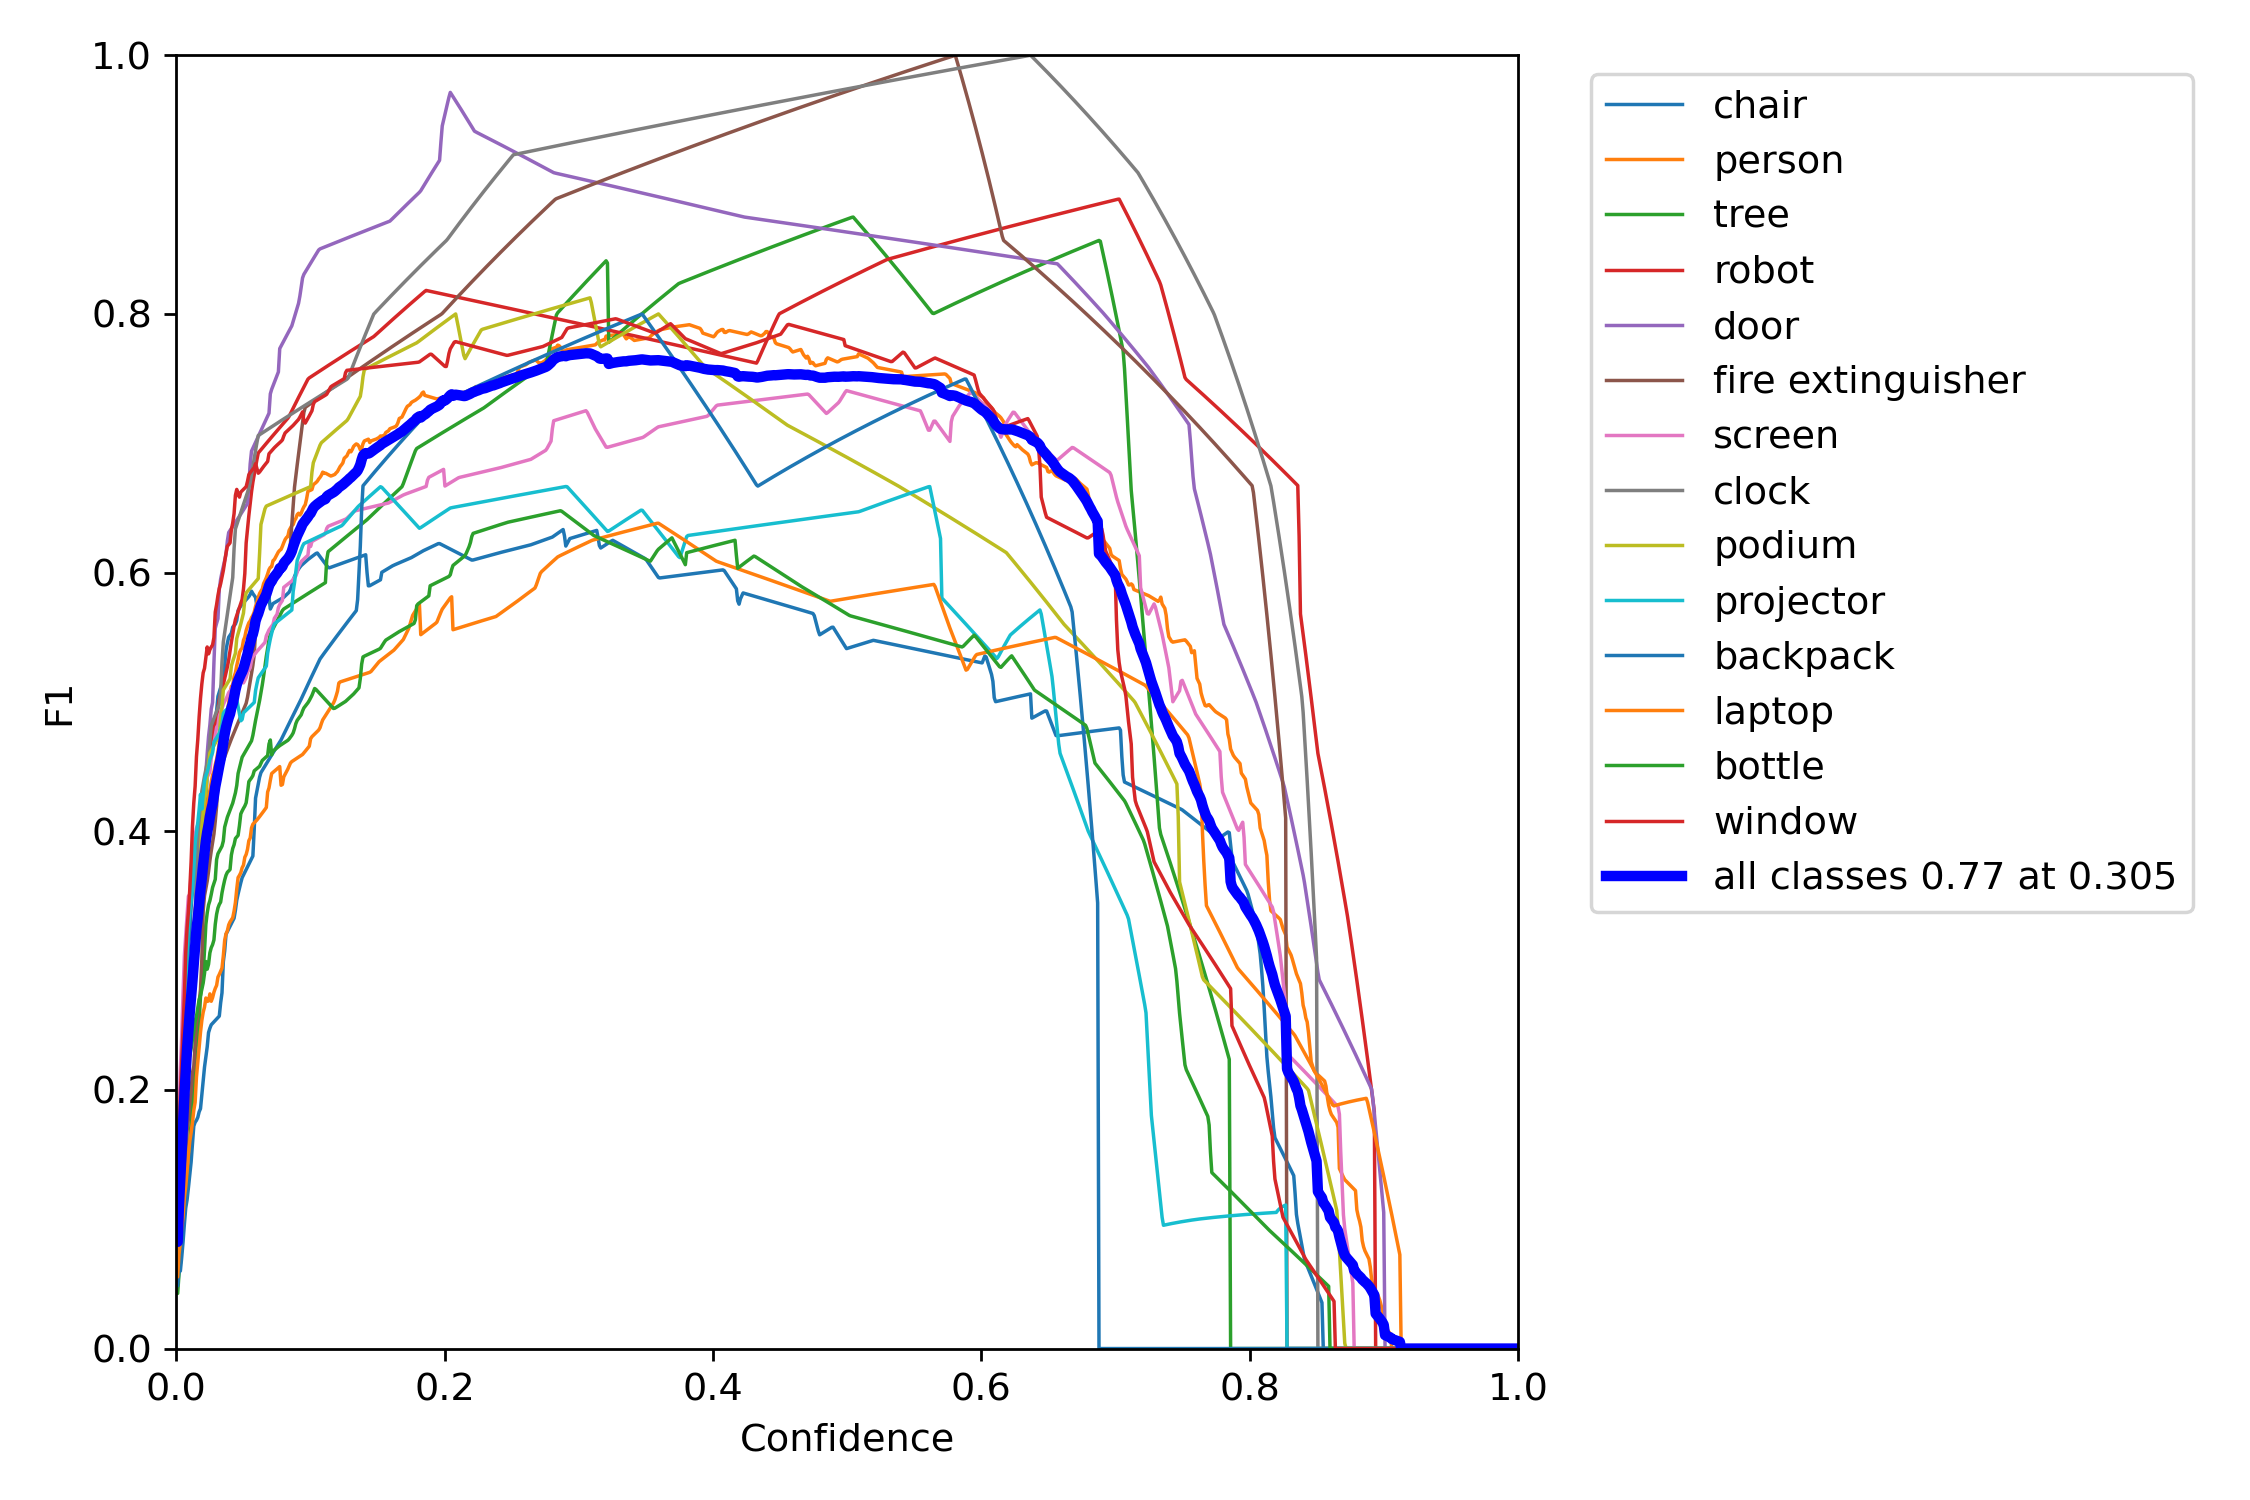 1.0
0.8
0.6
0.4
0.2
0.0
F1
0.0 0.2 0.4 0.6 0.8 1.0
Confidence
chair
person
tree
robot
door
fire extinguisher
screen
clock
podium
projector
backpack
laptop
bottle
window
all classes 0.77 at 0.305